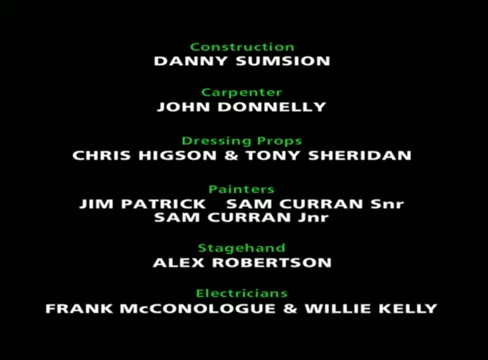 Construction
DANNY SUMSION
Carpenter
JOHN DONNELLY
Dressing Props
CHRIS HIGSON & TONY SHERIDAN
Painters
JIM PATRICK SAM CURRAN Snr
SAM CURRAN Jnr
Stagehand
ALEX ROBERTSON
Electricians
FRANK McCONOLOGUE & WILLIE KELLY